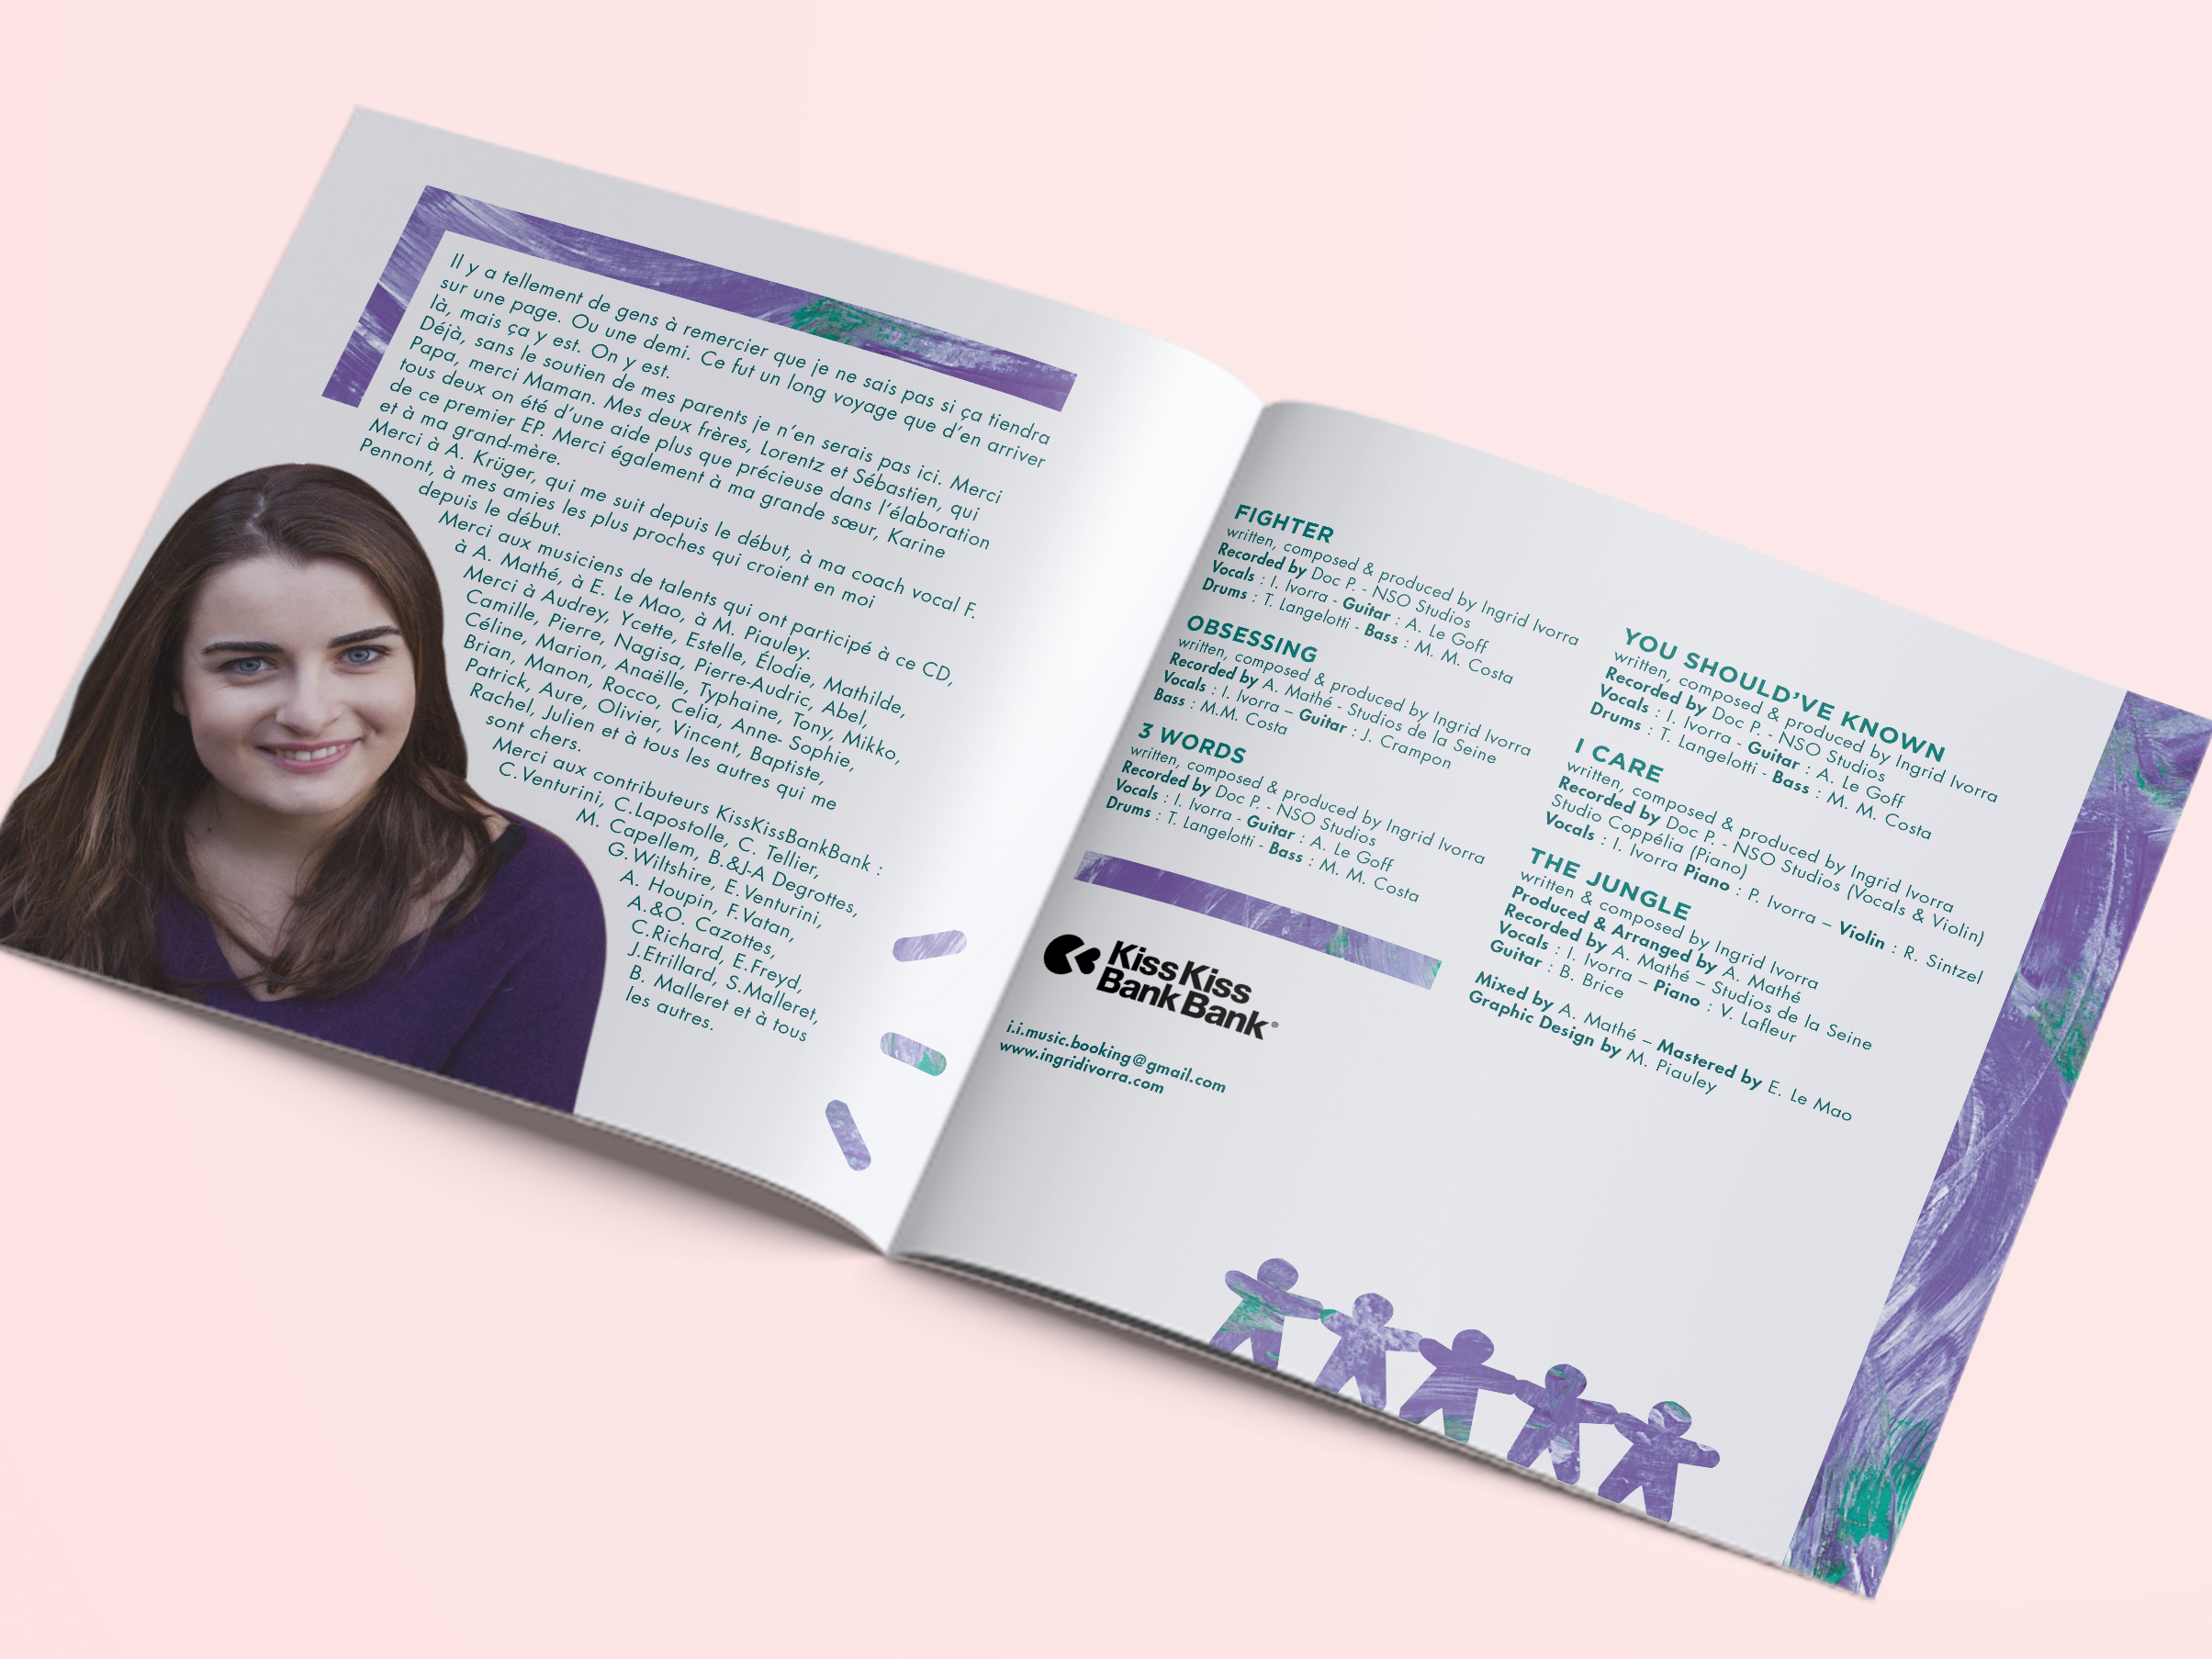 Il y a tellement de gens à remercier que je ne sais pas si ça tiendra
sur une page. Ou une demi. Ce fut un long voyage que d'en arriver
là, mais ça y est. On y est.
Déjà, sans le soutien de mes parents je n'en serais pas ici. Merci
Papa, merci Maman. Mes deux frères, Lorentz et Sébastien, qui
tous deux on été d'une aide plus que précieuse dans l'élaboration
de ce premier EP. Merci également à ma grande sœur, Karine
et à ma grand-mère.
Merci à A. Krüger, qui me suit depuis le début, à ma coach vocal F.
Pennont, à mes amies les plus proches qui croient en moi
depuis le début.
Merci aux musiciens de talents qui ont participé à ce CD,
à A. Mathé, à E. Le Mao, à M. Piauley.
Merci à Audrey, Ycette, Estelle, Élodie, Mathilde,
Camille, Pierre, Nagisa, Pierre-Audric, Abel,
Céline, Marion, Anaëlle, Typhaine, Tony, Mikko,
Brian, Manon, Rocco, Celia, Anne- Sophie,
Patrick, Aure, Olivier, Vincent, Baptiste,
Rachel, Julien et à tous les autres qui me
sont chers.
Merci aux contributeurs KissKissBankBank :
C.Venturini, C.Lapostolle, C. Tellier,
M. Capellem, B.&J-A Degrottes,
G.Wiltshire, E.Venturini,
A. Houpin, F.Vatan,
A.&O. Cazottes,
C.Richard, E.Freyd,
J.Etrillard, S.Malleret,
B. Malleret et à tous
les autres.
FIGHTER
written, composed & produced by Ingrid Ivorra
Recorded by Doc P. - NSO Studios
Vocals : I. Ivorra - Guitar : A. Le Goff
Drums : T. Langelotti - Bass : M. M. Costa
OBSESSING
written, composed & produced by Ingrid Ivorra
Recorded by A. Mathé - Studios de la Seine
Vocals : I. Ivorra – Guitar : J. Crampon
Bass : M.M. Costa
3 WORDS
written, composed & produced by Ingrid Ivorra
Recorded by Doc P. - NSO Studios
Vocals : I. Ivorra - Guitar : A. Le Goff
Drums : T. Langelotti - Bass : M. M. Costa
KissKiss
BankBank®
i.i.music.booking@gmail.com
www.ingridivorra.com
YOU SHOULD'VE KNOWN
written, composed & produced by Ingrid Ivorra
Recorded by Doc P. - NSO Studios
Vocals : I. Ivorra - Guitar : A. Le Goff
Drums : T. Langelotti - Bass : M. M. Costa
I CARE
written, composed & produced by Ingrid Ivorra
Recorded by Doc P. - NSO Studios (Vocals & Violin)
Studio Coppélia (Piano)
Vocals : I. Ivorra Piano : P. Ivorra – Violin : R. Sintzel
THE JUNGLE
written & composed by Ingrid Ivorra
Produced & Arranged by A. Mathé
Recorded by A. Mathé – Studios de la Seine
Vocals : I. Ivorra – Piano : V. Lafleur
Guitar : B. Brice
Mixed by A. Mathé – Mastered by E. Le Mao
Graphic Design by M. Piauley